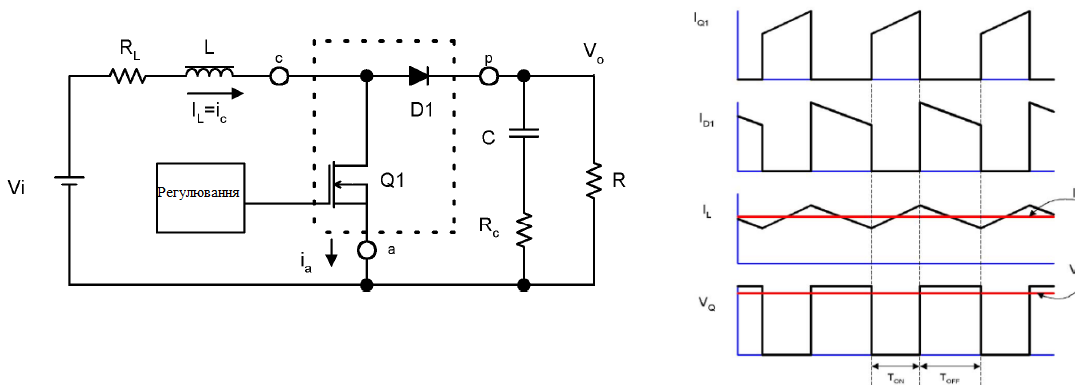 R_L
L
c
p
V_o
I_L=i_c
D1
C
Vi
Регулювання
Q1
R
R_c
i_a
a
I_Q1
I_D1
I_L
I
V_Q
V
T_ON
T_OFF